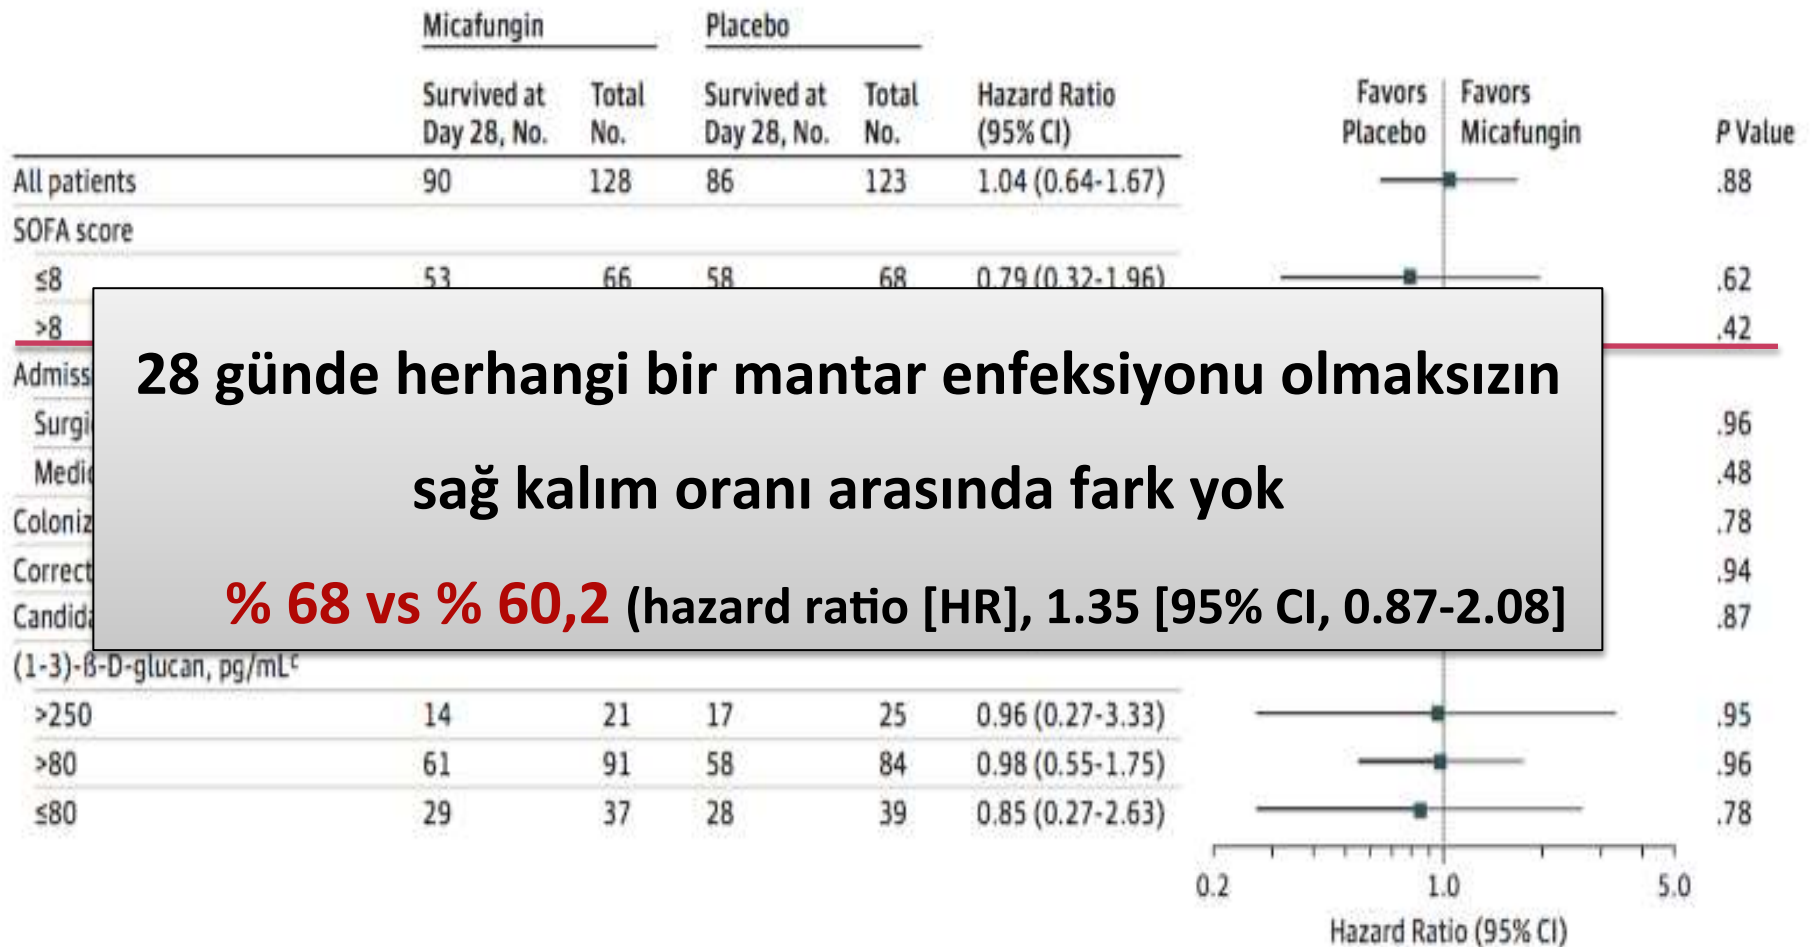 Micafungin Placebo
Survived at Day 28, No. Total No. Survived at Day 28, No. Total No. Hazard Ratio (95% CI) Favors Placebo Favors Micafungin P Value
All patients 90 128 86 123 1.04 (0.64-1.67) .88
SOFA score
≤8 53 66 58 68 0.79 (0.32-1.96) .62
>8 .42
28 günde herhangi bir mantar enfeksiyonu olmaksızın
sağ kalım oranı arasında fark yok
% 68 vs % 60,2 (hazard ratio [HR], 1.35 [95% CI, 0.87-2.08]
Admiss
Surgi .96
Medic .48
Coloniz .78
Correct .94
Candida .87
(1-3)-ß-D-glucan, pg/mLᶜ
>250 14 21 17 25 0.96 (0.27-3.33) .95
>80 61 91 58 84 0.98 (0.55-1.75) .96
≤80 29 37 28 39 0.85 (0.27-2.63) .78
0.2 1.0 5.0
Hazard Ratio (95% CI)